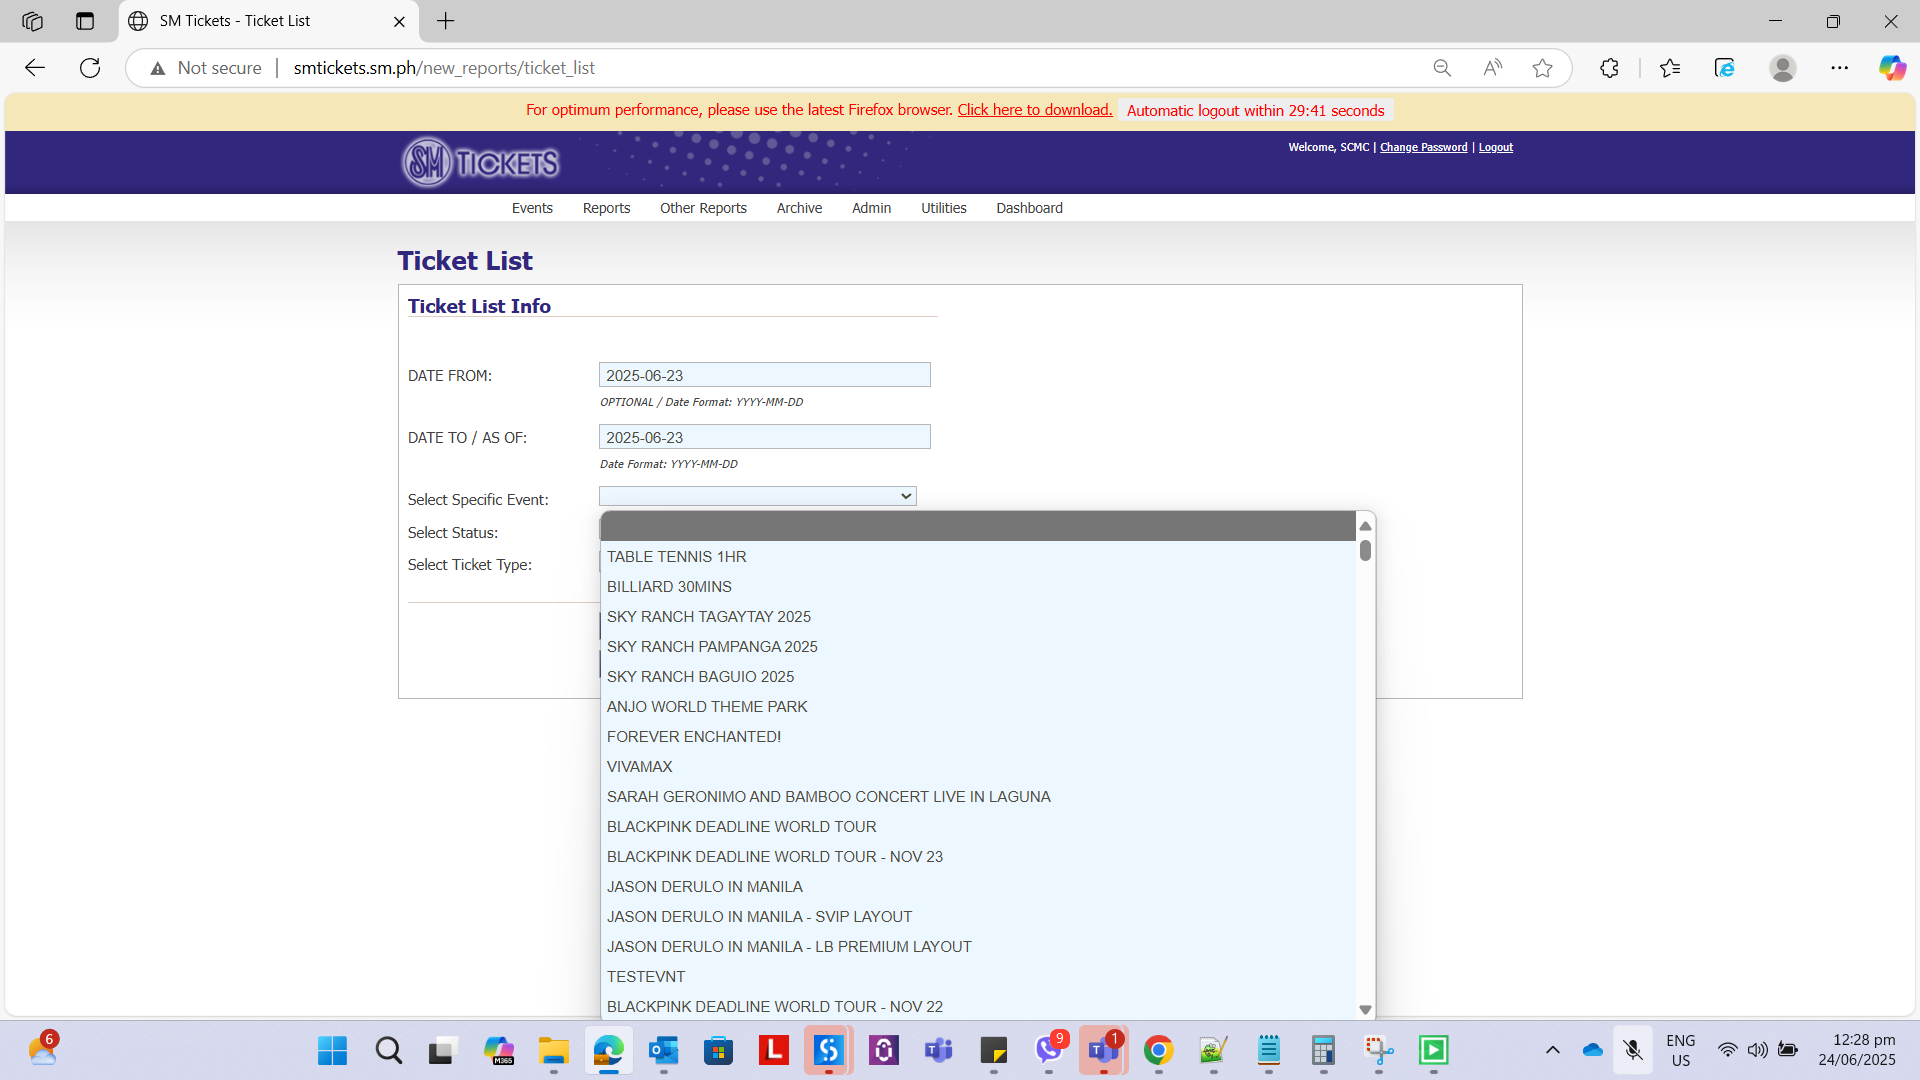 SM Tickets - Ticket List
Not secure
smtickets.sm.ph/new_reports/ticket_list
For optimum performance, please use the latest Firefox browser. Click here to download. Automatic logout within 29:41 seconds
SM TICKETS
Welcome, SCMC | Change Password | Logout
Events Reports Other Reports Archive Admin Utilities Dashboard
Ticket List
Ticket List Info
DATE FROM: 2025-06-23
OPTIONAL / Date Format: YYYY-MM-DD
DATE TO / AS OF: 2025-06-23
Date Format: YYYY-MM-DD
Select Specific Event:
Select Status:
Select Ticket Type:
TABLE TENNIS 1HR
BILLIARD 30MINS
SKY RANCH TAGAYTAY 2025
SKY RANCH PAMPANGA 2025
SKY RANCH BAGUIO 2025
ANJO WORLD THEME PARK
FOREVER ENCHANTED!
VIVAMAX
SARAH GERONIMO AND BAMBOO CONCERT LIVE IN LAGUNA
BLACKPINK DEADLINE WORLD TOUR
BLACKPINK DEADLINE WORLD TOUR - NOV 23
JASON DERULO IN MANILA
JASON DERULO IN MANILA - SVIP LAYOUT
JASON DERULO IN MANILA - LB PREMIUM LAYOUT
TESTEVNT
BLACKPINK DEADLINE WORLD TOUR - NOV 22
6
M365
L
9
1
ENG
US
12:28 pm
24/06/2025